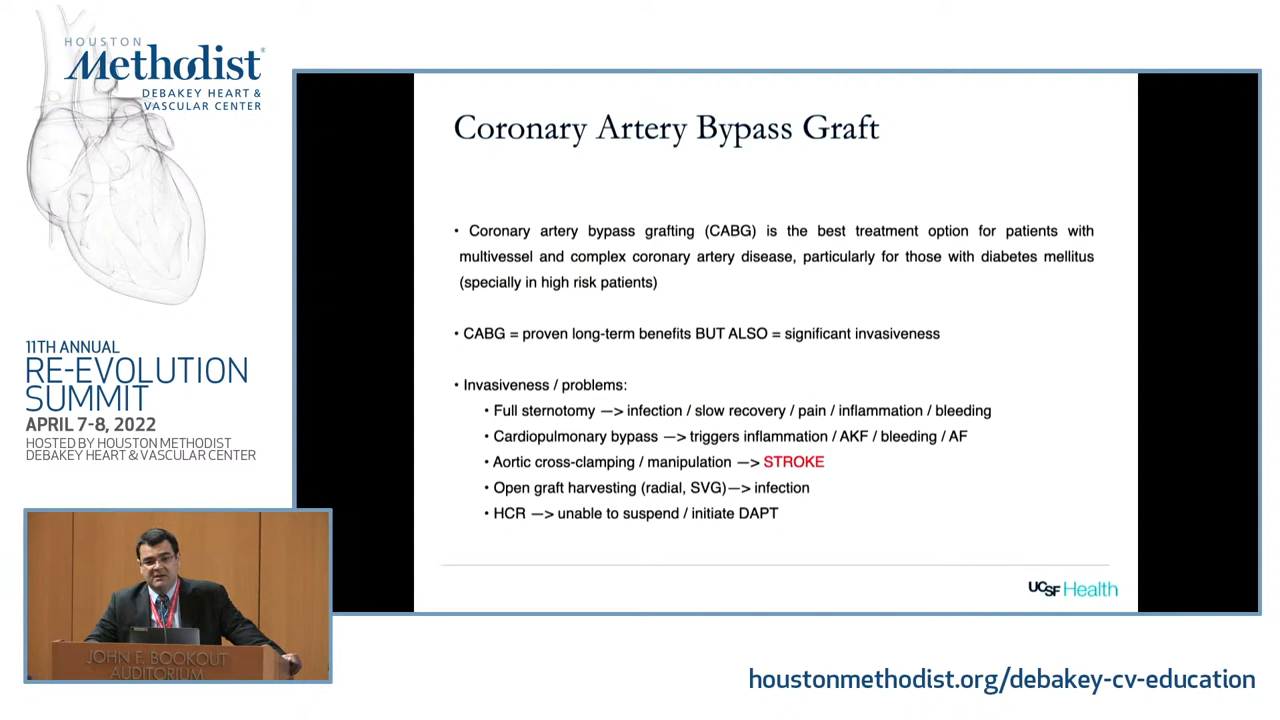 HOUSTON
Methodist®
DEBAKEY HEART &
VASCULAR CENTER
11TH ANNUAL
RE-EVOLUTION
SUMMIT
APRIL 7-8, 2022
HOSTED BY HOUSTON METHODIST
DEBAKEY HEART & VASCULAR CENTER
Coronary Artery Bypass Graft
• Coronary artery bypass grafting (CABG) is the best treatment option for patients with
multivessel and complex coronary artery disease, particularly for those with diabetes mellitus
(specially in high risk patients)
• CABG = proven long-term benefits BUT ALSO = significant invasiveness
• Invasiveness / problems:
• Full sternotomy —> infection / slow recovery / pain / inflammation / bleeding
• Cardiopulmonary bypass —> triggers inflammation / AKF / bleeding / AF
• Aortic cross-clamping / manipulation —> STROKE
• Open graft harvesting (radial, SVG)—> infection
• HCR —> unable to suspend / initiate DAPT
UCSF Health
JOHN F. BOOKOUT
AUDITORIUM
houstonmethodist.org/debakey-cv-education